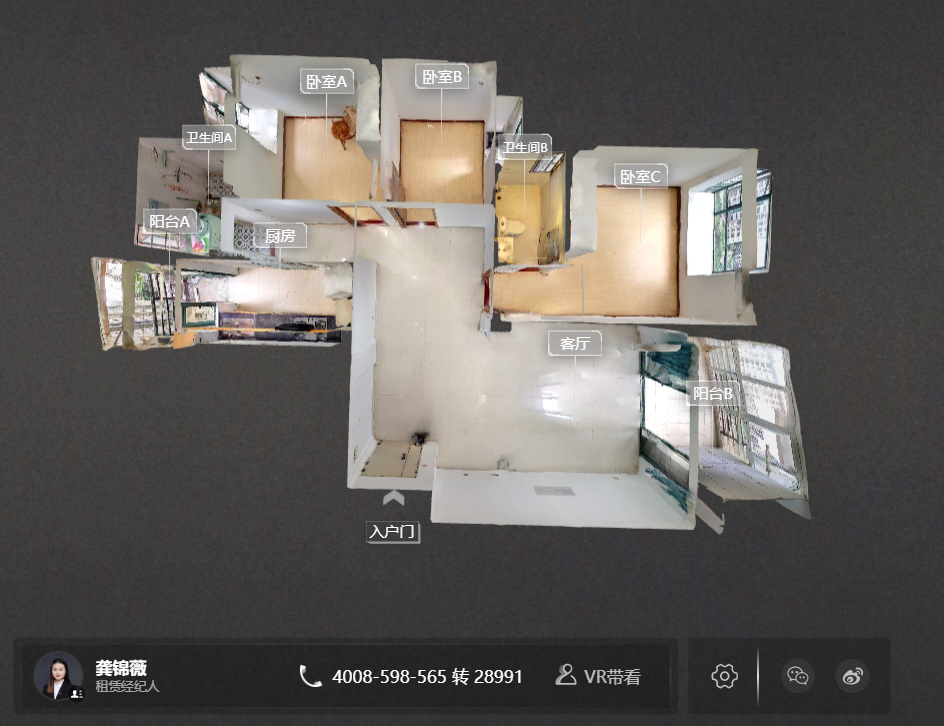 卧室A
卧室B
卫生间A
卫生间B
卧室C
阳台A
厨房
客厅
阳台B
入户门
龚锦薇
租赁经纪人
4008-598-565 转 28991
VR带看